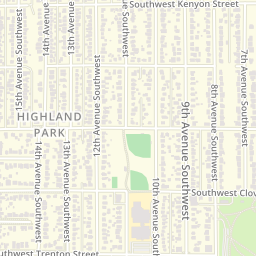 Southwest Kenyon Street
15th Avenue Southwest
14th Avenue Southwest
13th Avenue Southwest
Southwest
7th Avenue Southwest
8th Avenue Southwest
HIGHLAND
PARK
12th Avenue Southwest
9th Avenue Southwest
14th Avenue Southwest
13th Avenue Southwest
10th Avenue Southwest
Southwest Clov
Southwest Trenton Street